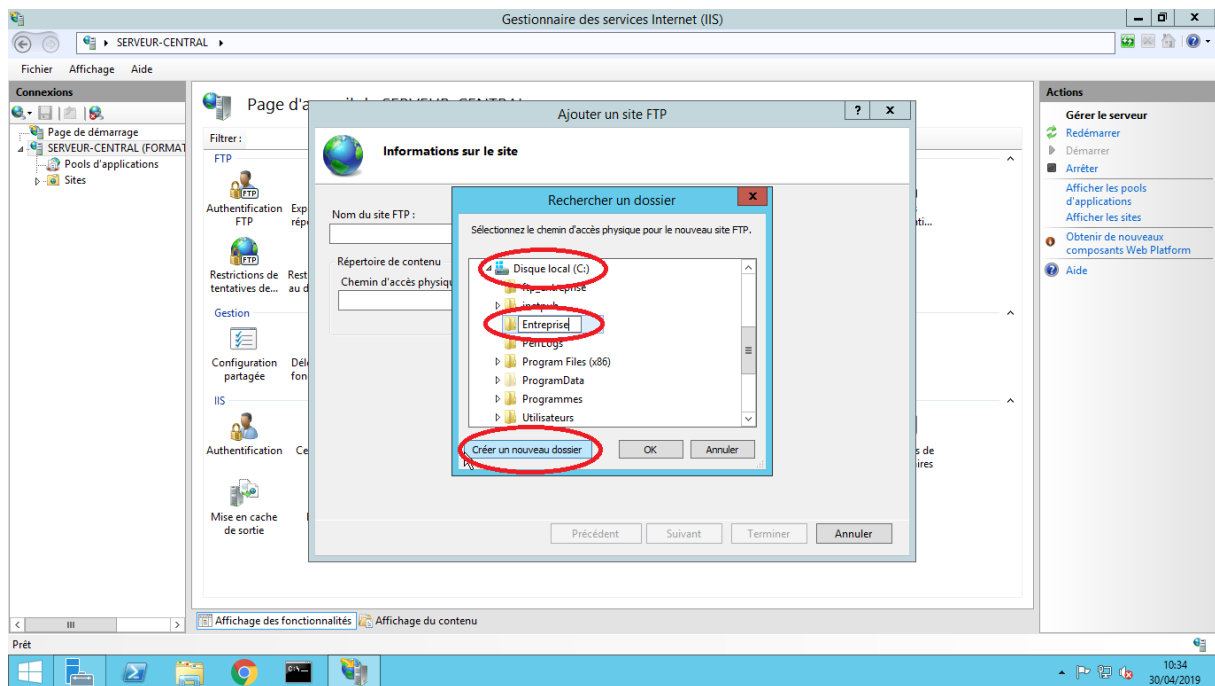 Gestionnaire des services Internet (IIS)
SERVEUR-CENTRAL
Fichier Affichage Aide
Connexions
Page de démarrage
SERVEUR-CENTRAL (FORMAT
Pools d'applications
Sites
Page d'a
Filtrer :
FTP
Authentification Exp
FTP rép
Restrictions de Rest
tentatives de... au d
Gestion
Configuration Délé
partagée fon
IIS
Authentification Ce
Mise en cache
de sortie
Ajouter un site FTP
Informations sur le site
Nom du site FTP :
Répertoire de contenu
Chemin d'accès physiqu
Rechercher un dossier
Sélectionnez le chemin d'accès physique pour le nouveau site FTP.
Disque local (C:)
ftp_entreprise
inetpub
Entreprise
PerfLogs
Program Files (x86)
ProgramData
Programmes
Utilisateurs
Créer un nouveau dossier OK Annuler
Précédent Suivant Terminer Annuler
ati...
s de
ires
Affichage des fonctionnalités Affichage du contenu
Actions
Gérer le serveur
Redémarrer
Démarrer
Arrêter
Afficher les pools
d'applications
Afficher les sites
Obtenir de nouveaux
composants Web Platform
Aide
Prêt
10:34
30/04/2019